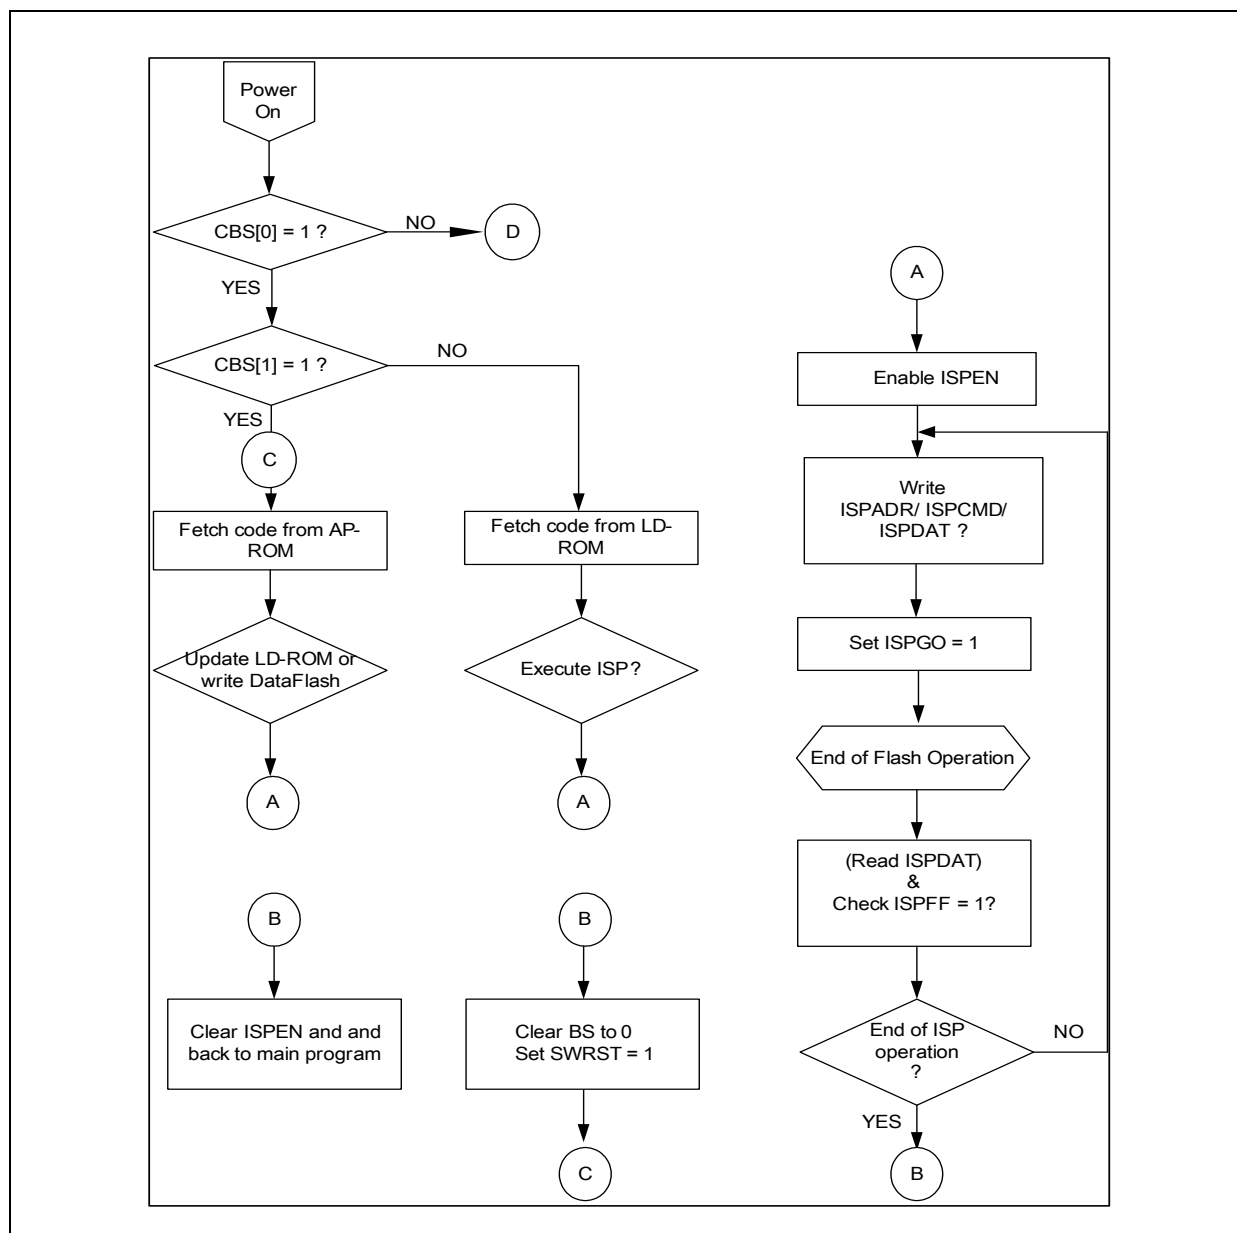 Power
On
CBS[0] = 1 ?
NO
D
YES
CBS[1] = 1 ?
NO
YES
C
Fetch code from AP-
ROM
Update LD-ROM or
write DataFlash
A
Fetch code from LD-
ROM
Execute ISP?
A
B
Clear ISPEN and and
back to main program
B
Clear BS to 0
Set SWRST = 1
C
A
Enable ISPEN
Write
ISPADR/ ISPCMD/
ISPDAT ?
Set ISPGO = 1
End of Flash Operation
(Read ISPDAT)
&
Check ISPFF = 1?
End of ISP
operation
?
NO
YES
B